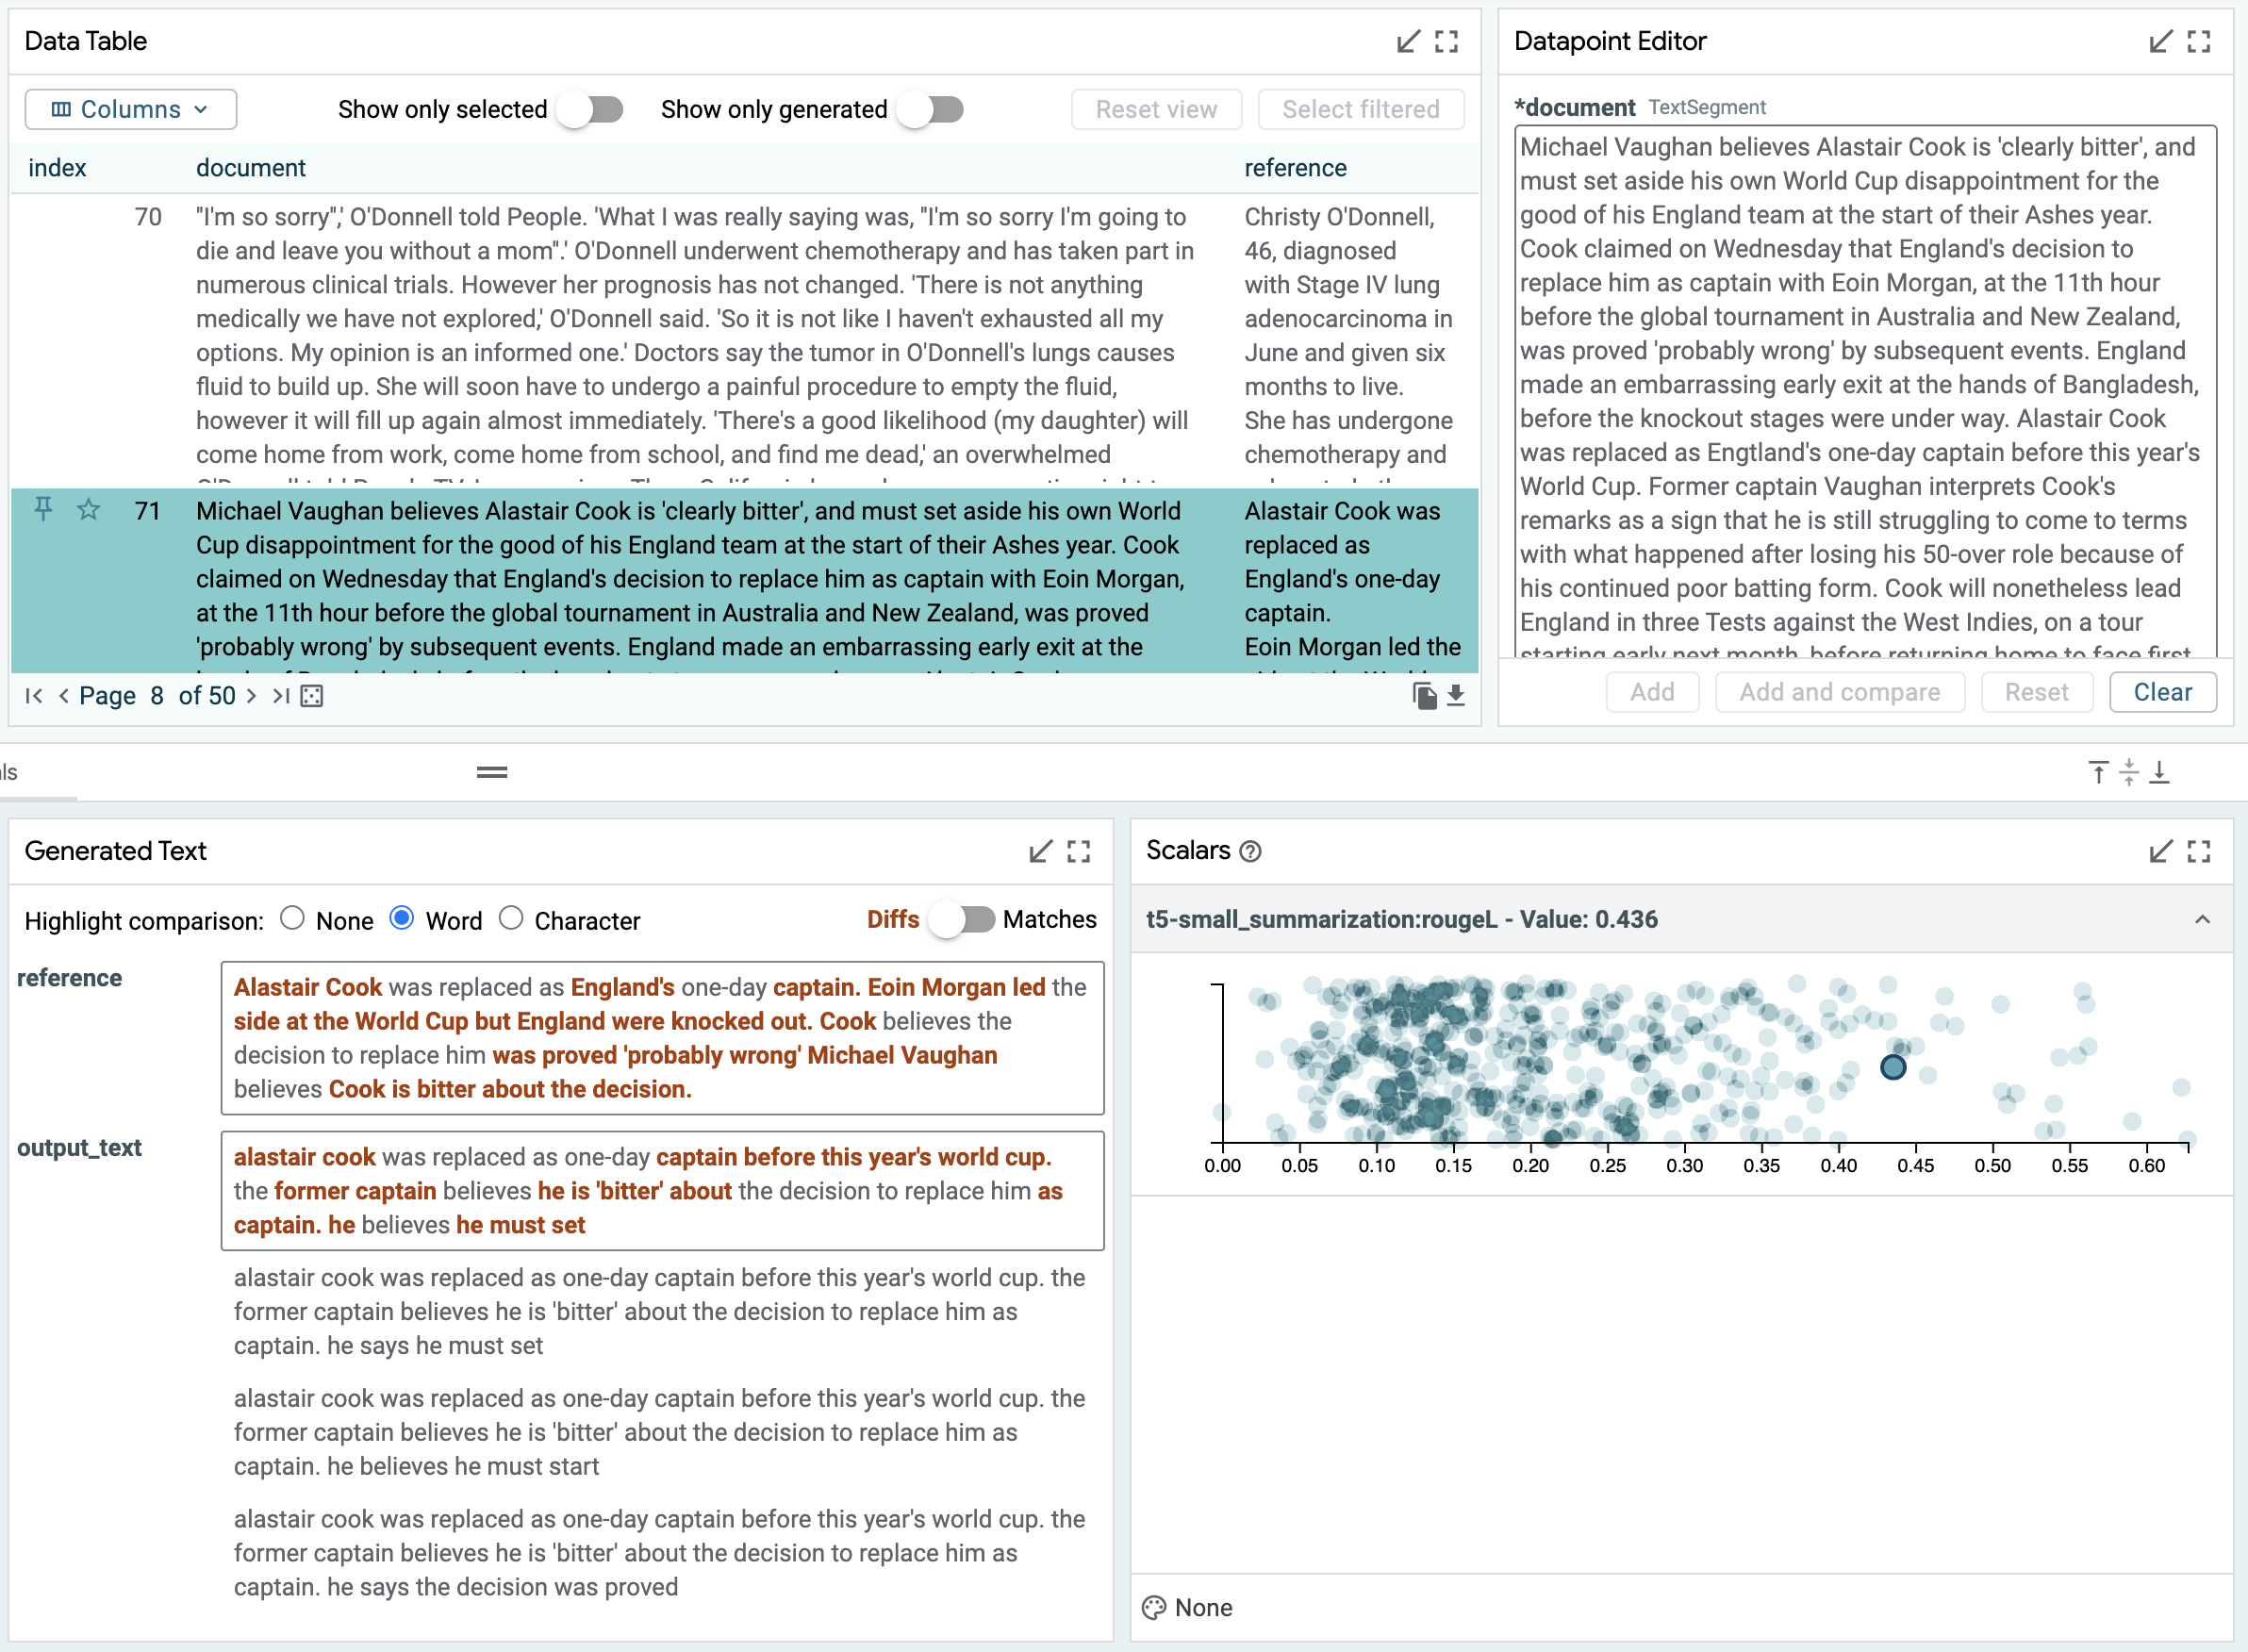 Data Table
Columns
Show only selected
Show only generated
Reset view
Select filtered
index document reference
70
"I'm so sorry",' O'Donnell told People. 'What I was really saying was, "I'm so sorry I'm going to
die and leave you without a mom".' O'Donnell underwent chemotherapy and has taken part in
numerous clinical trials. However her prognosis has not changed. 'There is not anything
medically we have not explored,' O'Donnell said. 'So it is not like I haven't exhausted all my
options. My opinion is an informed one.' Doctors say the tumor in O'Donnell's lungs causes
fluid to build up. She will soon have to undergo a painful procedure to empty the fluid,
however it will fill up again almost immediately. 'There's a good likelihood (my daughter) will
come home from work, come home from school, and find me dead,' an overwhelmed
Christy O'Donnell,
46, diagnosed
with Stage IV lung
adenocarcinoma in
June and given six
months to live.
She has undergone
chemotherapy and
71
Michael Vaughan believes Alastair Cook is 'clearly bitter', and must set aside his own World
Cup disappointment for the good of his England team at the start of their Ashes year. Cook
claimed on Wednesday that England's decision to replace him as captain with Eoin Morgan,
at the 11th hour before the global tournament in Australia and New Zealand, was proved
'probably wrong' by subsequent events. England made an embarrassing early exit at the
Alastair Cook was
replaced as
England's one-day
captain.
Eoin Morgan led the
Page 8 of 50
Datapoint Editor
*document TextSegment
Michael Vaughan believes Alastair Cook is 'clearly bitter', and
must set aside his own World Cup disappointment for the
good of his England team at the start of their Ashes year.
Cook claimed on Wednesday that England's decision to
replace him as captain with Eoin Morgan, at the 11th hour
before the global tournament in Australia and New Zealand,
was proved 'probably wrong' by subsequent events. England
made an embarrassing early exit at the hands of Bangladesh,
before the knockout stages were under way. Alastair Cook
was replaced as Engtland's one-day captain before this year's
World Cup. Former captain Vaughan interprets Cook's
remarks as a sign that he is still struggling to come to terms
with what happened after losing his 50-over role because of
his continued poor batting form. Cook will nonetheless lead
England in three Tests against the West Indies, on a tour
starting early next month, before returning home to face first
Add
Add and compare
Reset
Clear
ls
Generated Text
Highlight comparison: None Word Character
Diffs Matches
reference
Alastair Cook was replaced as England's one-day captain. Eoin Morgan led the
side at the World Cup but England were knocked out. Cook believes the
decision to replace him was proved 'probably wrong' Michael Vaughan
believes Cook is bitter about the decision.
output_text
alastair cook was replaced as one-day captain before this year's world cup.
the former captain believes he is 'bitter' about the decision to replace him as
captain. he believes he must set
alastair cook was replaced as one-day captain before this year's world cup. the
former captain believes he is 'bitter' about the decision to replace him as
captain. he says he must set
alastair cook was replaced as one-day captain before this year's world cup. the
former captain believes he is 'bitter' about the decision to replace him as
captain. he believes he must start
alastair cook was replaced as one-day captain before this year's world cup. the
former captain believes he is 'bitter' about the decision to replace him as
captain. he says the decision was proved
Scalars
t5-small_summarization:rougeL - Value: 0.436
0.00 0.05 0.10 0.15 0.20 0.25 0.30 0.35 0.40 0.45 0.50 0.55 0.60
None